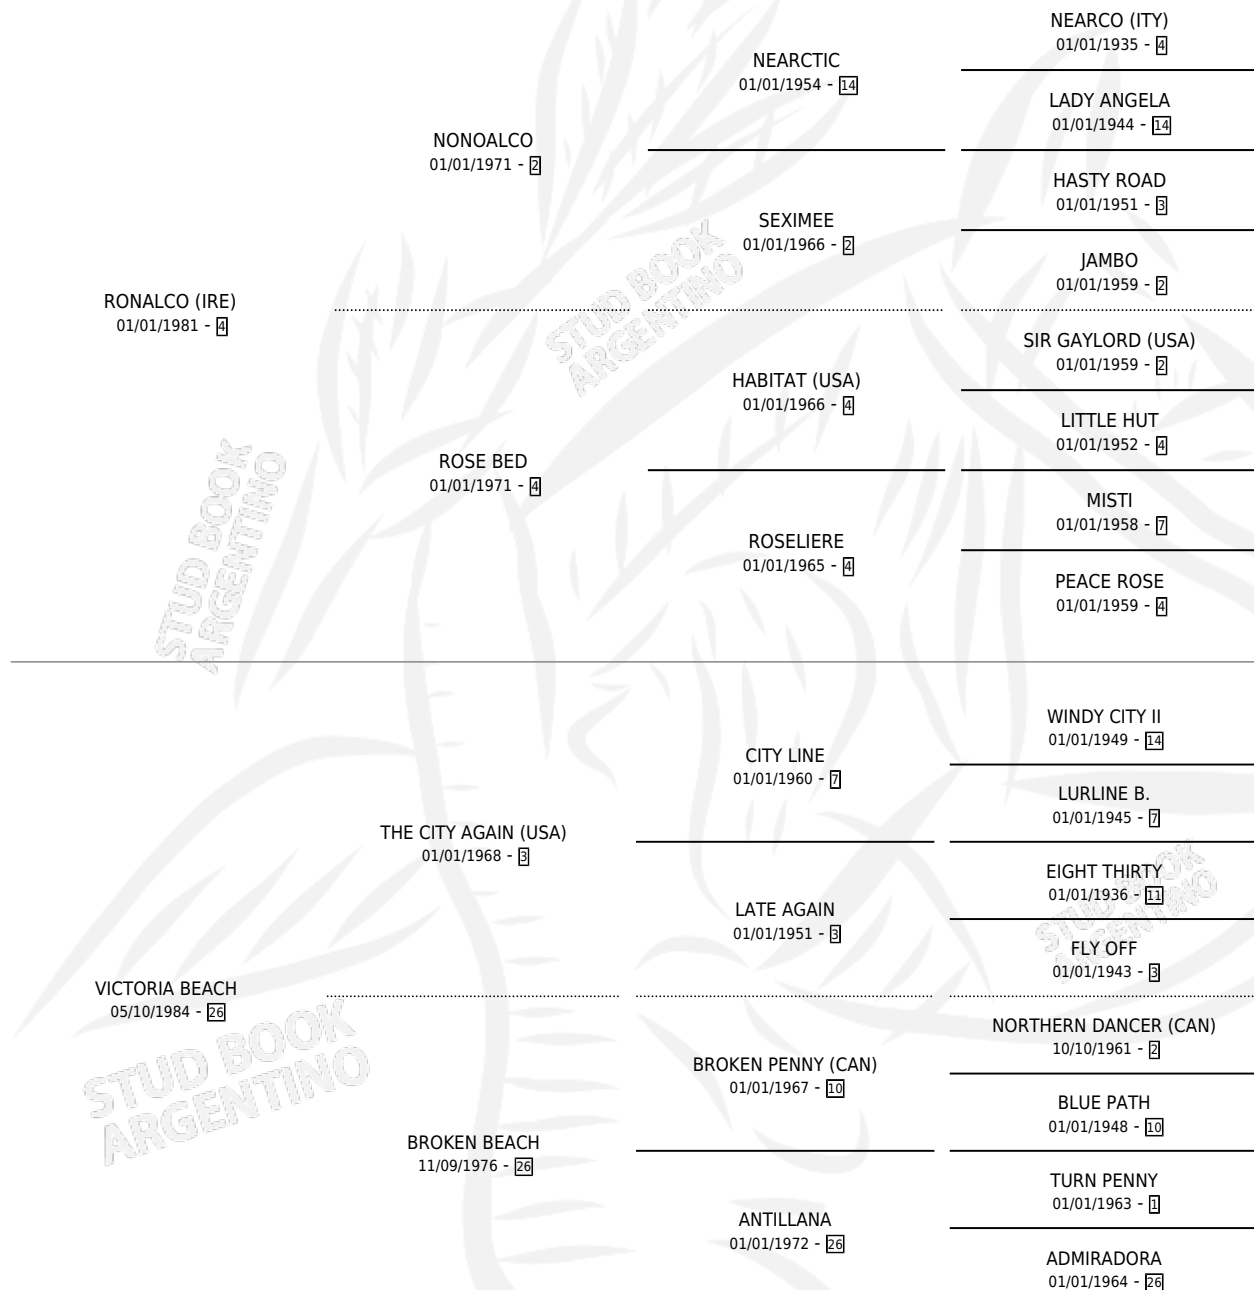 NEARCO (ITY)
01/01/1935 - 4
NEARCTIC
01/01/1954 - 14
LADY ANGELA
01/01/1944 - 14
NONOALCO
01/01/1971 - 2
HASTY ROAD
01/01/1951 - 3
SEXIMEE
01/01/1966 - 2
JAMBO
01/01/1959 - 2
RONALCO (IRE)
01/01/1981 - 4
SIR GAYLORD (USA)
01/01/1959 - 2
HABITAT (USA)
01/01/1966 - 4
LITTLE HUT
01/01/1952 - 4
ROSE BED
01/01/1971 - 4
MISTI
01/01/1958 - 7
ROSELIERE
01/01/1965 - 4
PEACE ROSE
01/01/1959 - 4
WINDY CITY II
01/01/1949 - 14
CITY LINE
01/01/1960 - 7
LURLINE B.
01/01/1945 - 7
THE CITY AGAIN (USA)
01/01/1968 - 3
EIGHT THIRTY
01/01/1936 - 11
LATE AGAIN
01/01/1951 - 3
FLY OFF
01/01/1943 - 3
VICTORIA BEACH
05/10/1984 - 26
NORTHERN DANCER (CAN)
10/10/1961 - 2
BROKEN PENNY (CAN)
01/01/1967 - 10
BLUE PATH
01/01/1948 - 10
BROKEN BEACH
11/09/1976 - 26
TURN PENNY
01/01/1963 - 1
ANTILLANA
01/01/1972 - 26
ADMIRADORA
01/01/1964 - 26
STUD BOOK
ARGENTINO
STUD BOOK
ARGENTINO
STUD BOOK
ARGENTINO
STUD BOOK
ARGENTINO